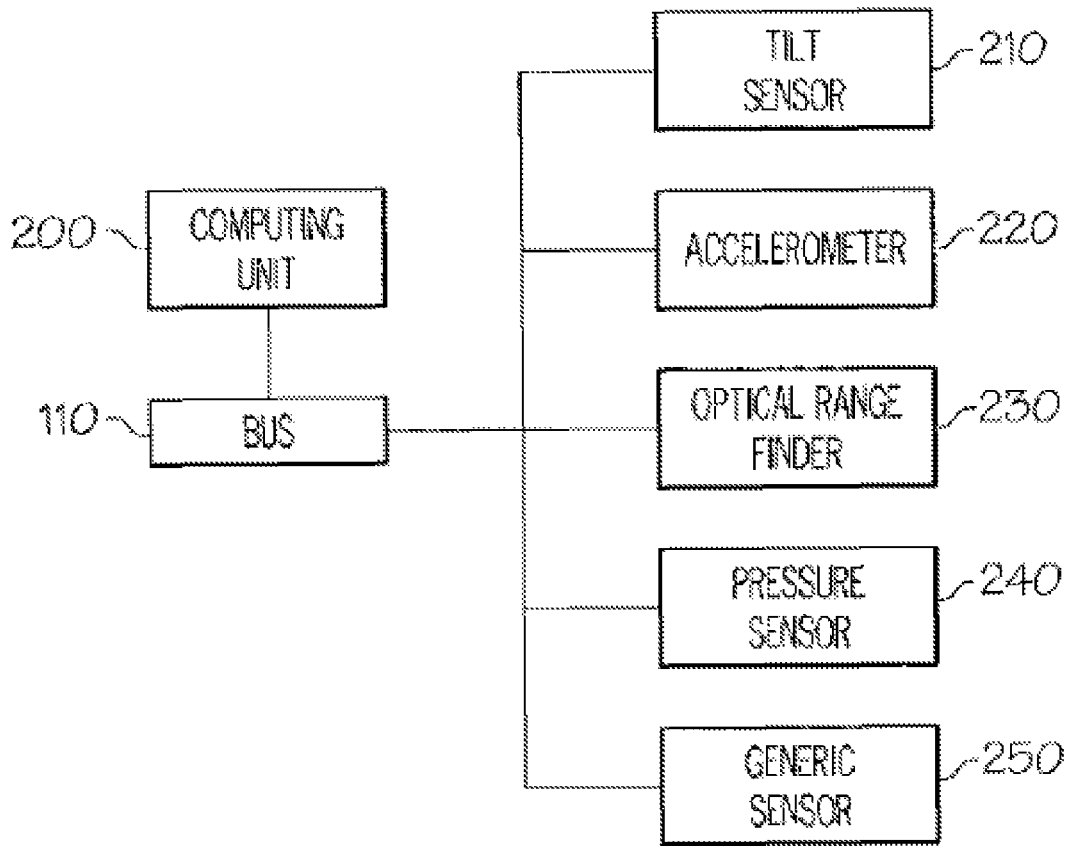 TILT
SENSOR
210
COMPUTING
UNIT
200
ACCELEROMETER
220
BUS
110
OPTICAL RANGE
FINDER
230
PRESSURE
SENSOR
240
GENERIC
SENSOR
250